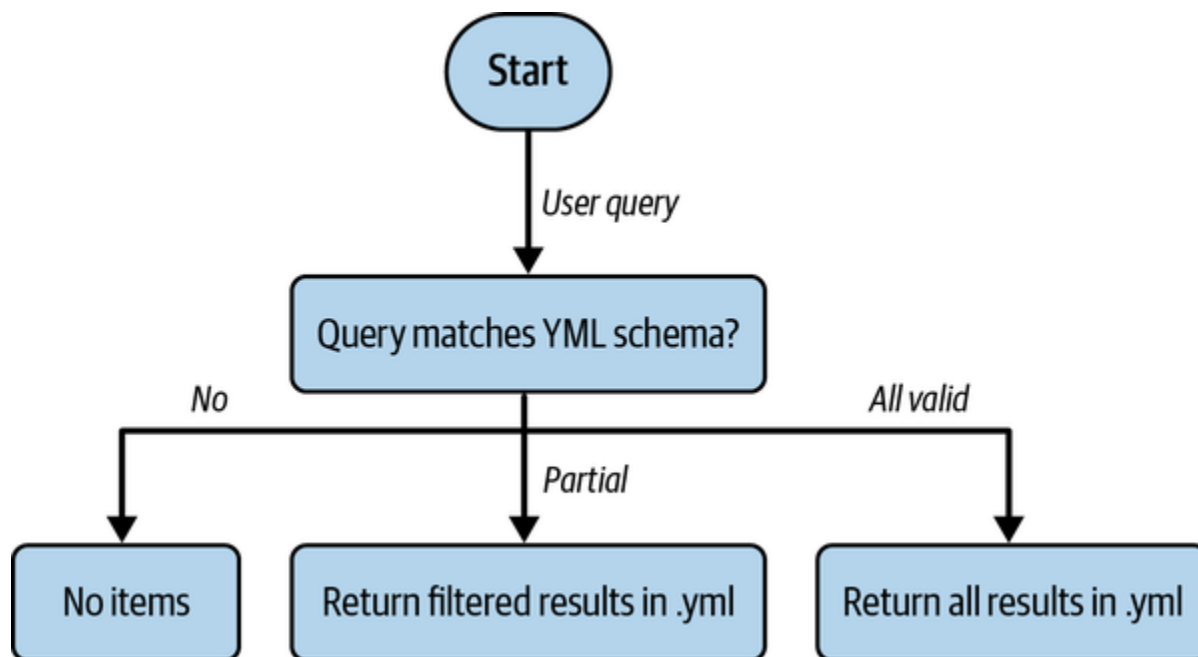 Start
User query
Query matches YML schema?
No
All valid
Partial
No items
Return filtered results in .yml
Return all results in .yml